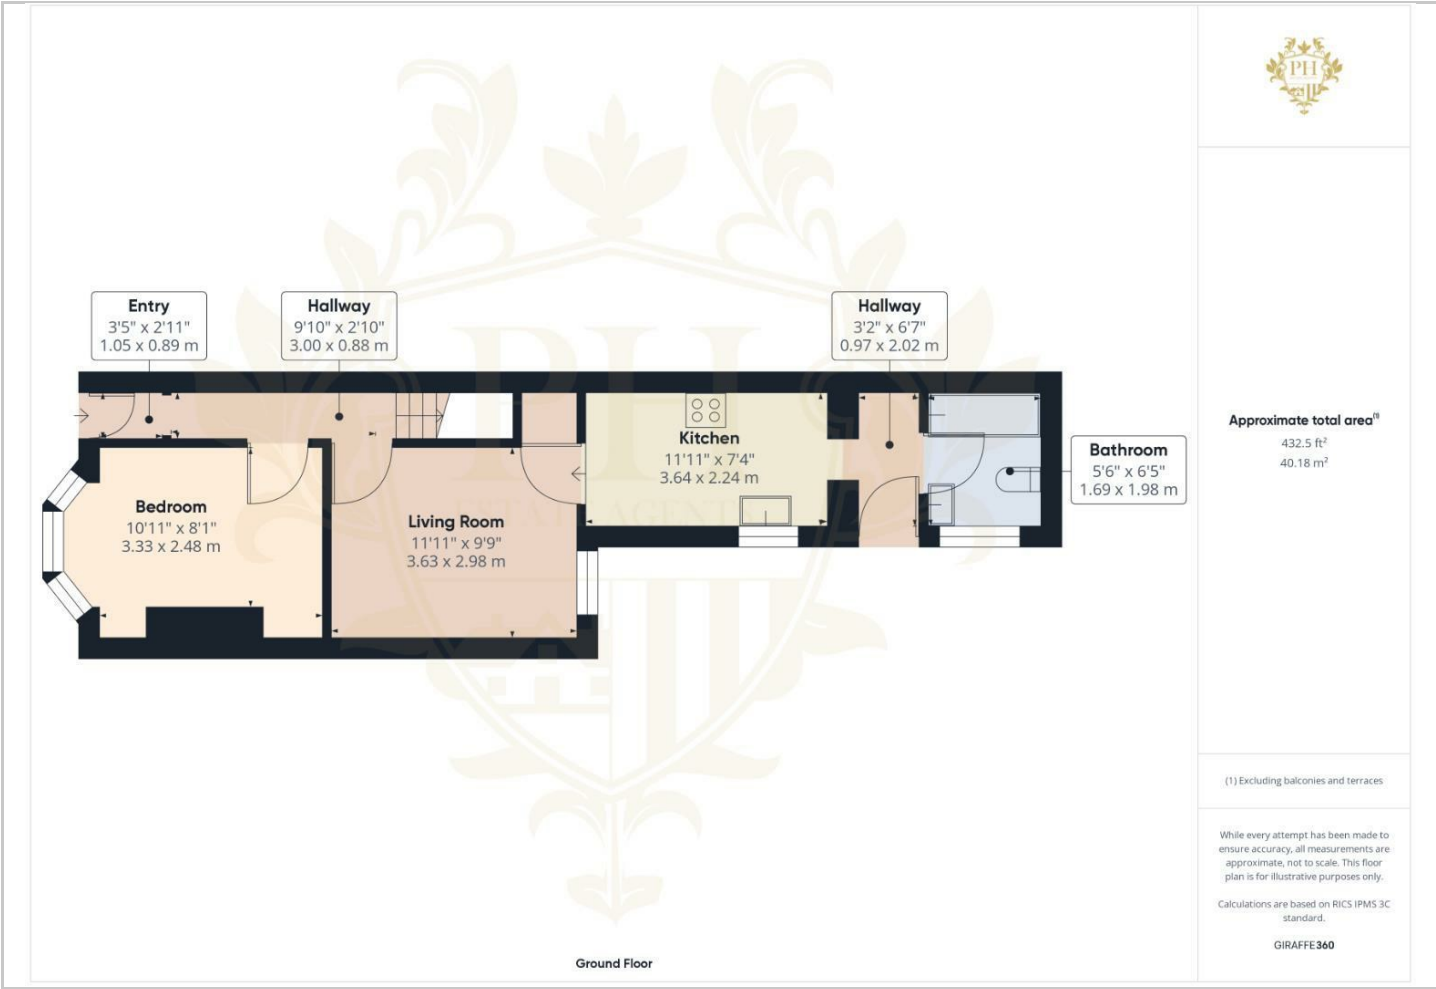 PH
Entry
3'5" x 2'11"
1.05 x 0.89 m
Hallway
9'10" x 2'10"
3.00 x 0.88 m
Hallway
3'2" x 6'7"
0.97 x 2.02 m
Kitchen
11'11" x 7'4"
3.64 x 2.24 m
Bathroom
5'6" x 6'5"
1.69 x 1.98 m
Bedroom
10'11" x 8'1"
3.33 x 2.48 m
Living Room
11'11" x 9'9"
3.63 x 2.98 m
PH
ESTATE AGENTS
Ground Floor
Approximate total area⁽¹⁾
432.5 ft²
40.18 m²
(1) Excluding balconies and terraces
While every attempt has been made to
ensure accuracy, all measurements are
approximate, not to scale. This floor
plan is for illustrative purposes only.
Calculations are based on RICS IPMS 3C
standard.
GIRAFFE360